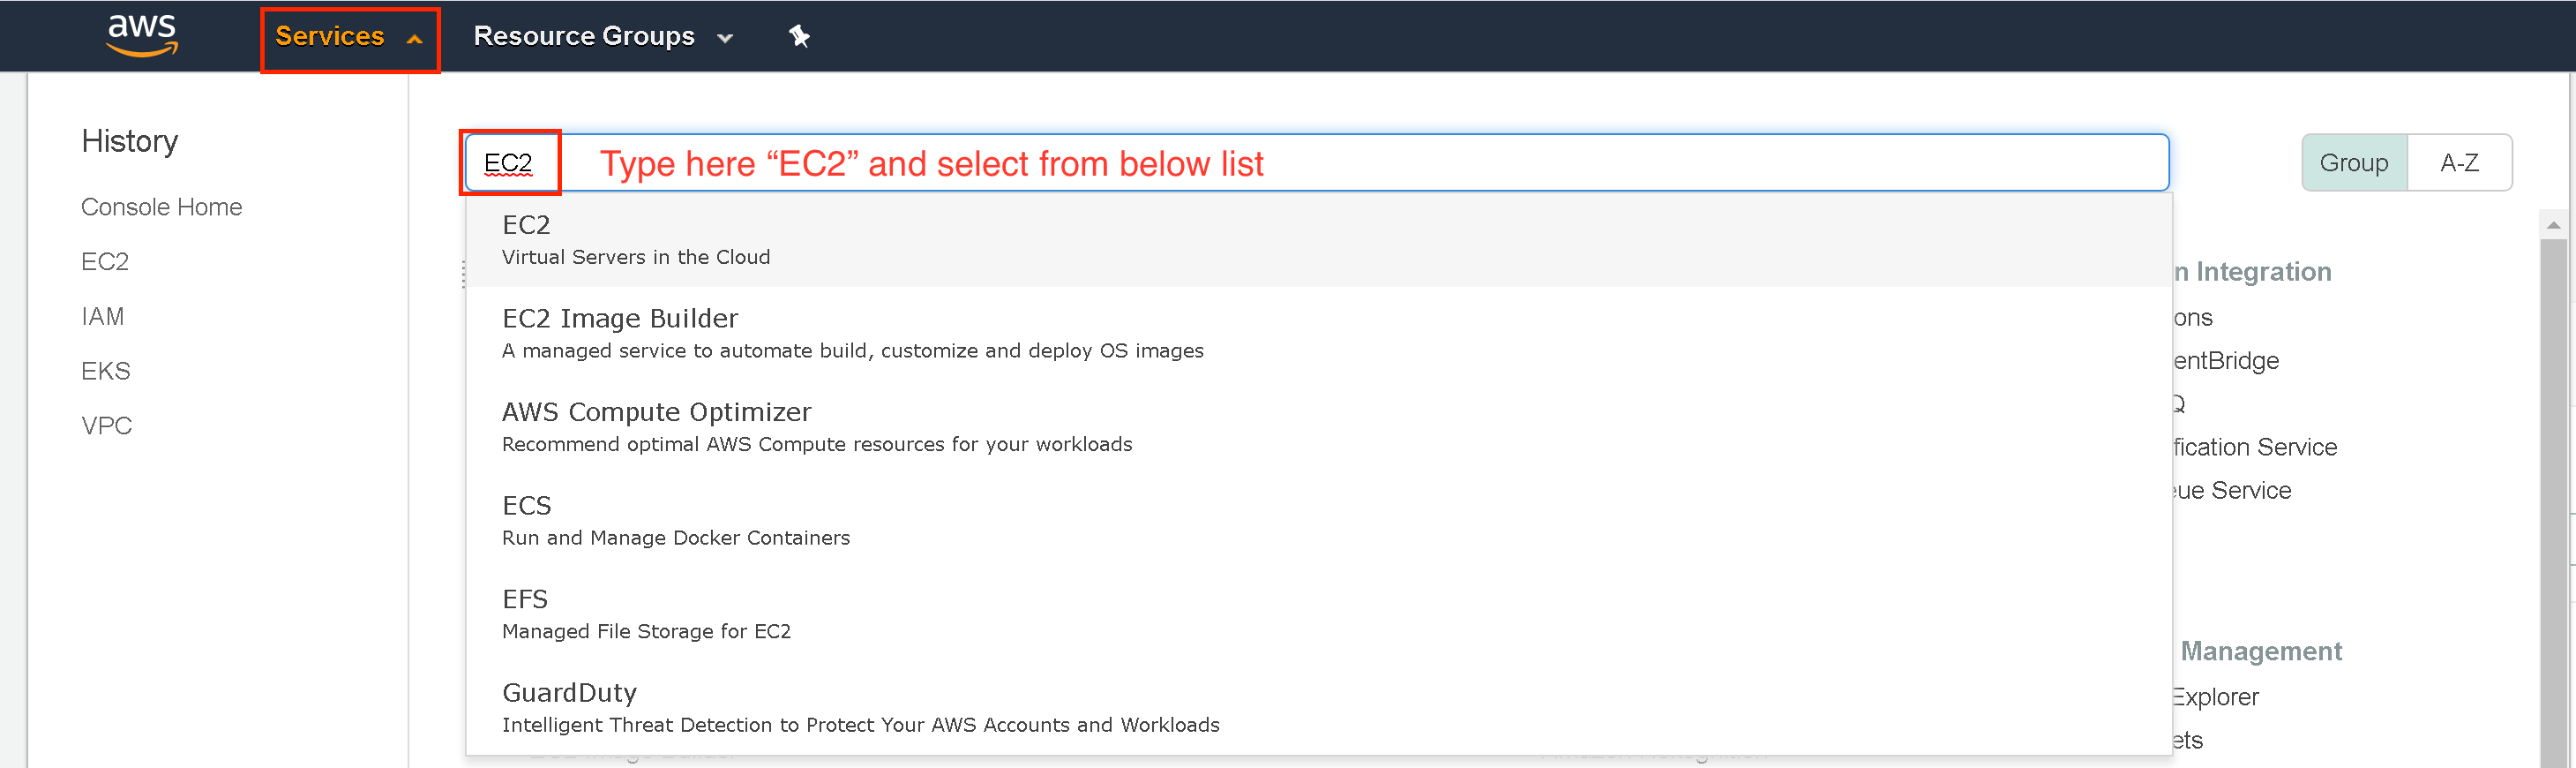 aws
Services
Resource Groups
History
Console Home
EC2
IAM
EKS
VPC
EC2
Type here “EC2” and select from below list
Group
A-Z
EC2
Virtual Servers in the Cloud
EC2 Image Builder
A managed service to automate build, customize and deploy OS images
AWS Compute Optimizer
Recommend optimal AWS Compute resources for your workloads
ECS
Run and Manage Docker Containers
EFS
Managed File Storage for EC2
GuardDuty
Intelligent Threat Detection to Protect Your AWS Accounts and Workloads
n Integration
ons
entBridge
Q
fication Service
eue Service
Management
Explorer
ets